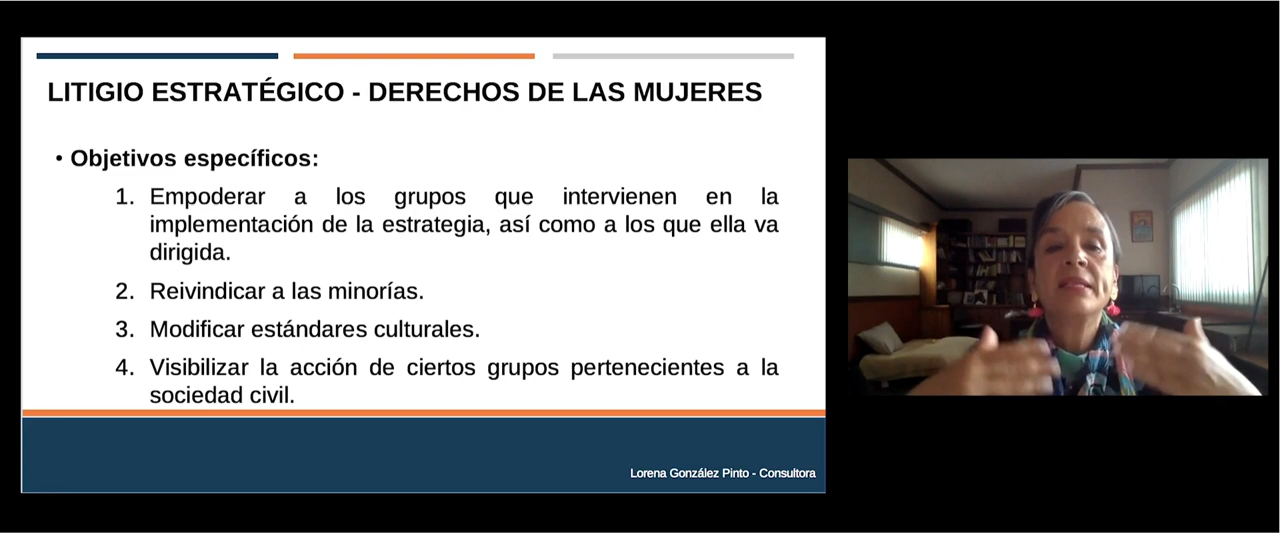 LITIGIO ESTRATÉGICO - DERECHOS DE LAS MUJERES
• Objetivos específicos:
1. Empoderar a los grupos que intervienen en la
implementación de la estrategia, así como a los que ella va
dirigida.
2. Reivindicar a las minorías.
3. Modificar estándares culturales.
4. Visibilizar la acción de ciertos grupos pertenecientes a la
sociedad civil.
Lorena González Pinto - Consultora